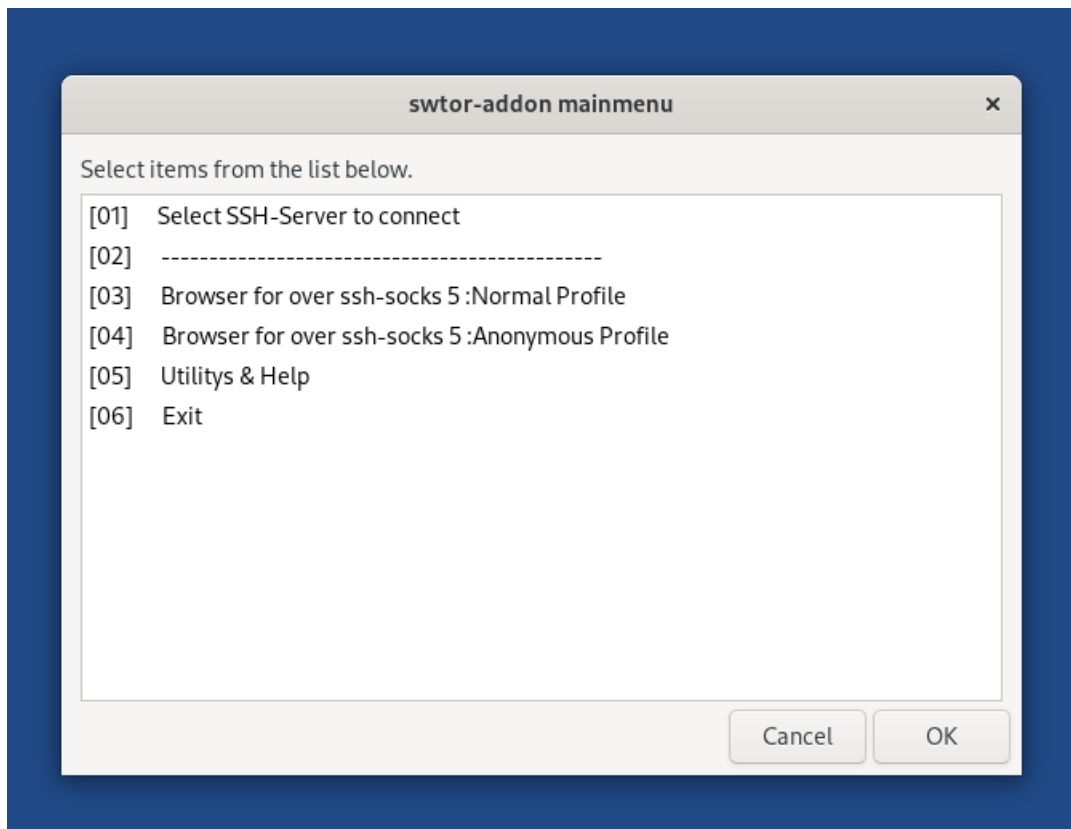 swtor-addon mainmenu ×
Select items from the list below.
[01] Select SSH-Server to connect
[02] ----------------------------------------------
[03] Browser for over ssh-socks 5 :Normal Profile
[04] Browser for over ssh-socks 5 :Anonymous Profile
[05] Utilitys & Help
[06] Exit
Cancel OK